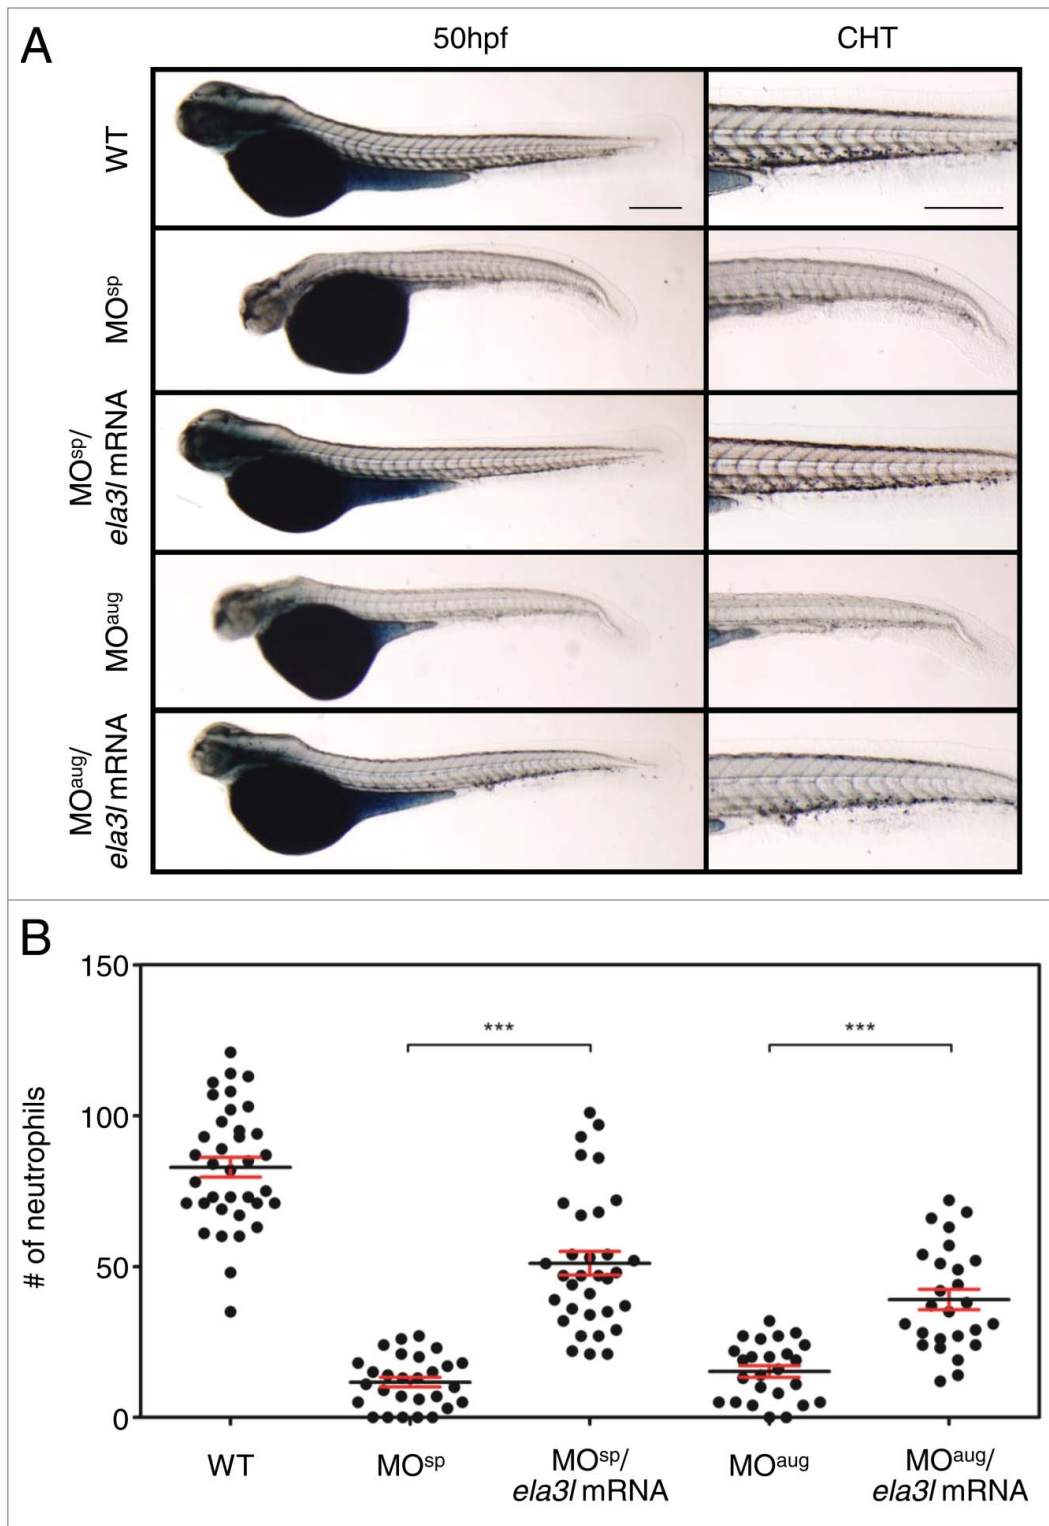 A
50hpf
CHT
WT
MOsp
MOsp/
ela3l mRNA
MOaug
MOaug/
ela3l mRNA
B
# of neutrophils
150
100
50
0
***
***
WT
MOsp
MOsp/
ela3l mRNA
MOaug
MOaug/
ela3l mRNA